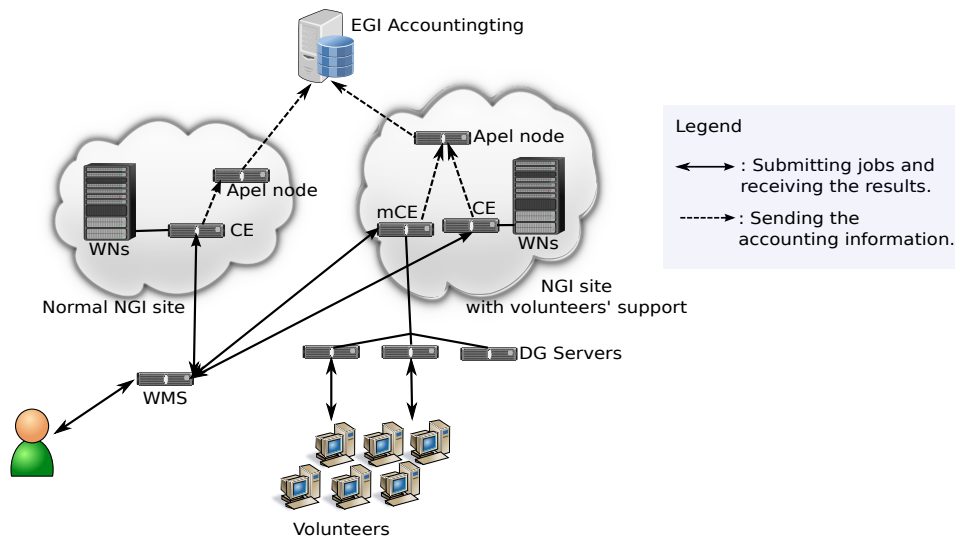 EGI Accountingting
Apel node
Apel node
WNs
CE
mCE
CE
WNs
Normal NGI site
NGI site
with volunteers' support
DG Servers
WMS
Volunteers
Legend
: Submitting jobs and
receiving the results.
: Sending the
accounting information.